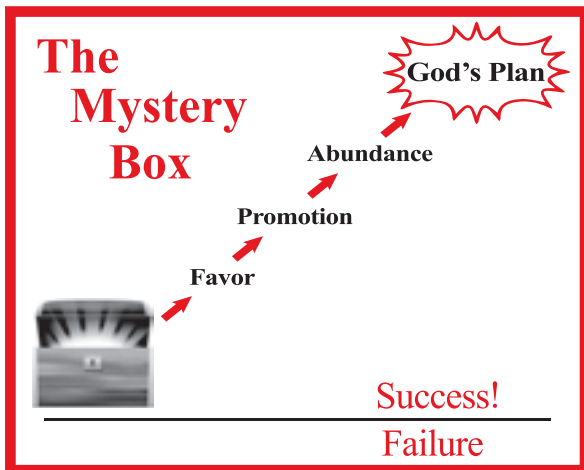 The
Mystery
Box
God's Plan
Abundance
Promotion
Favor
Success!
Failure